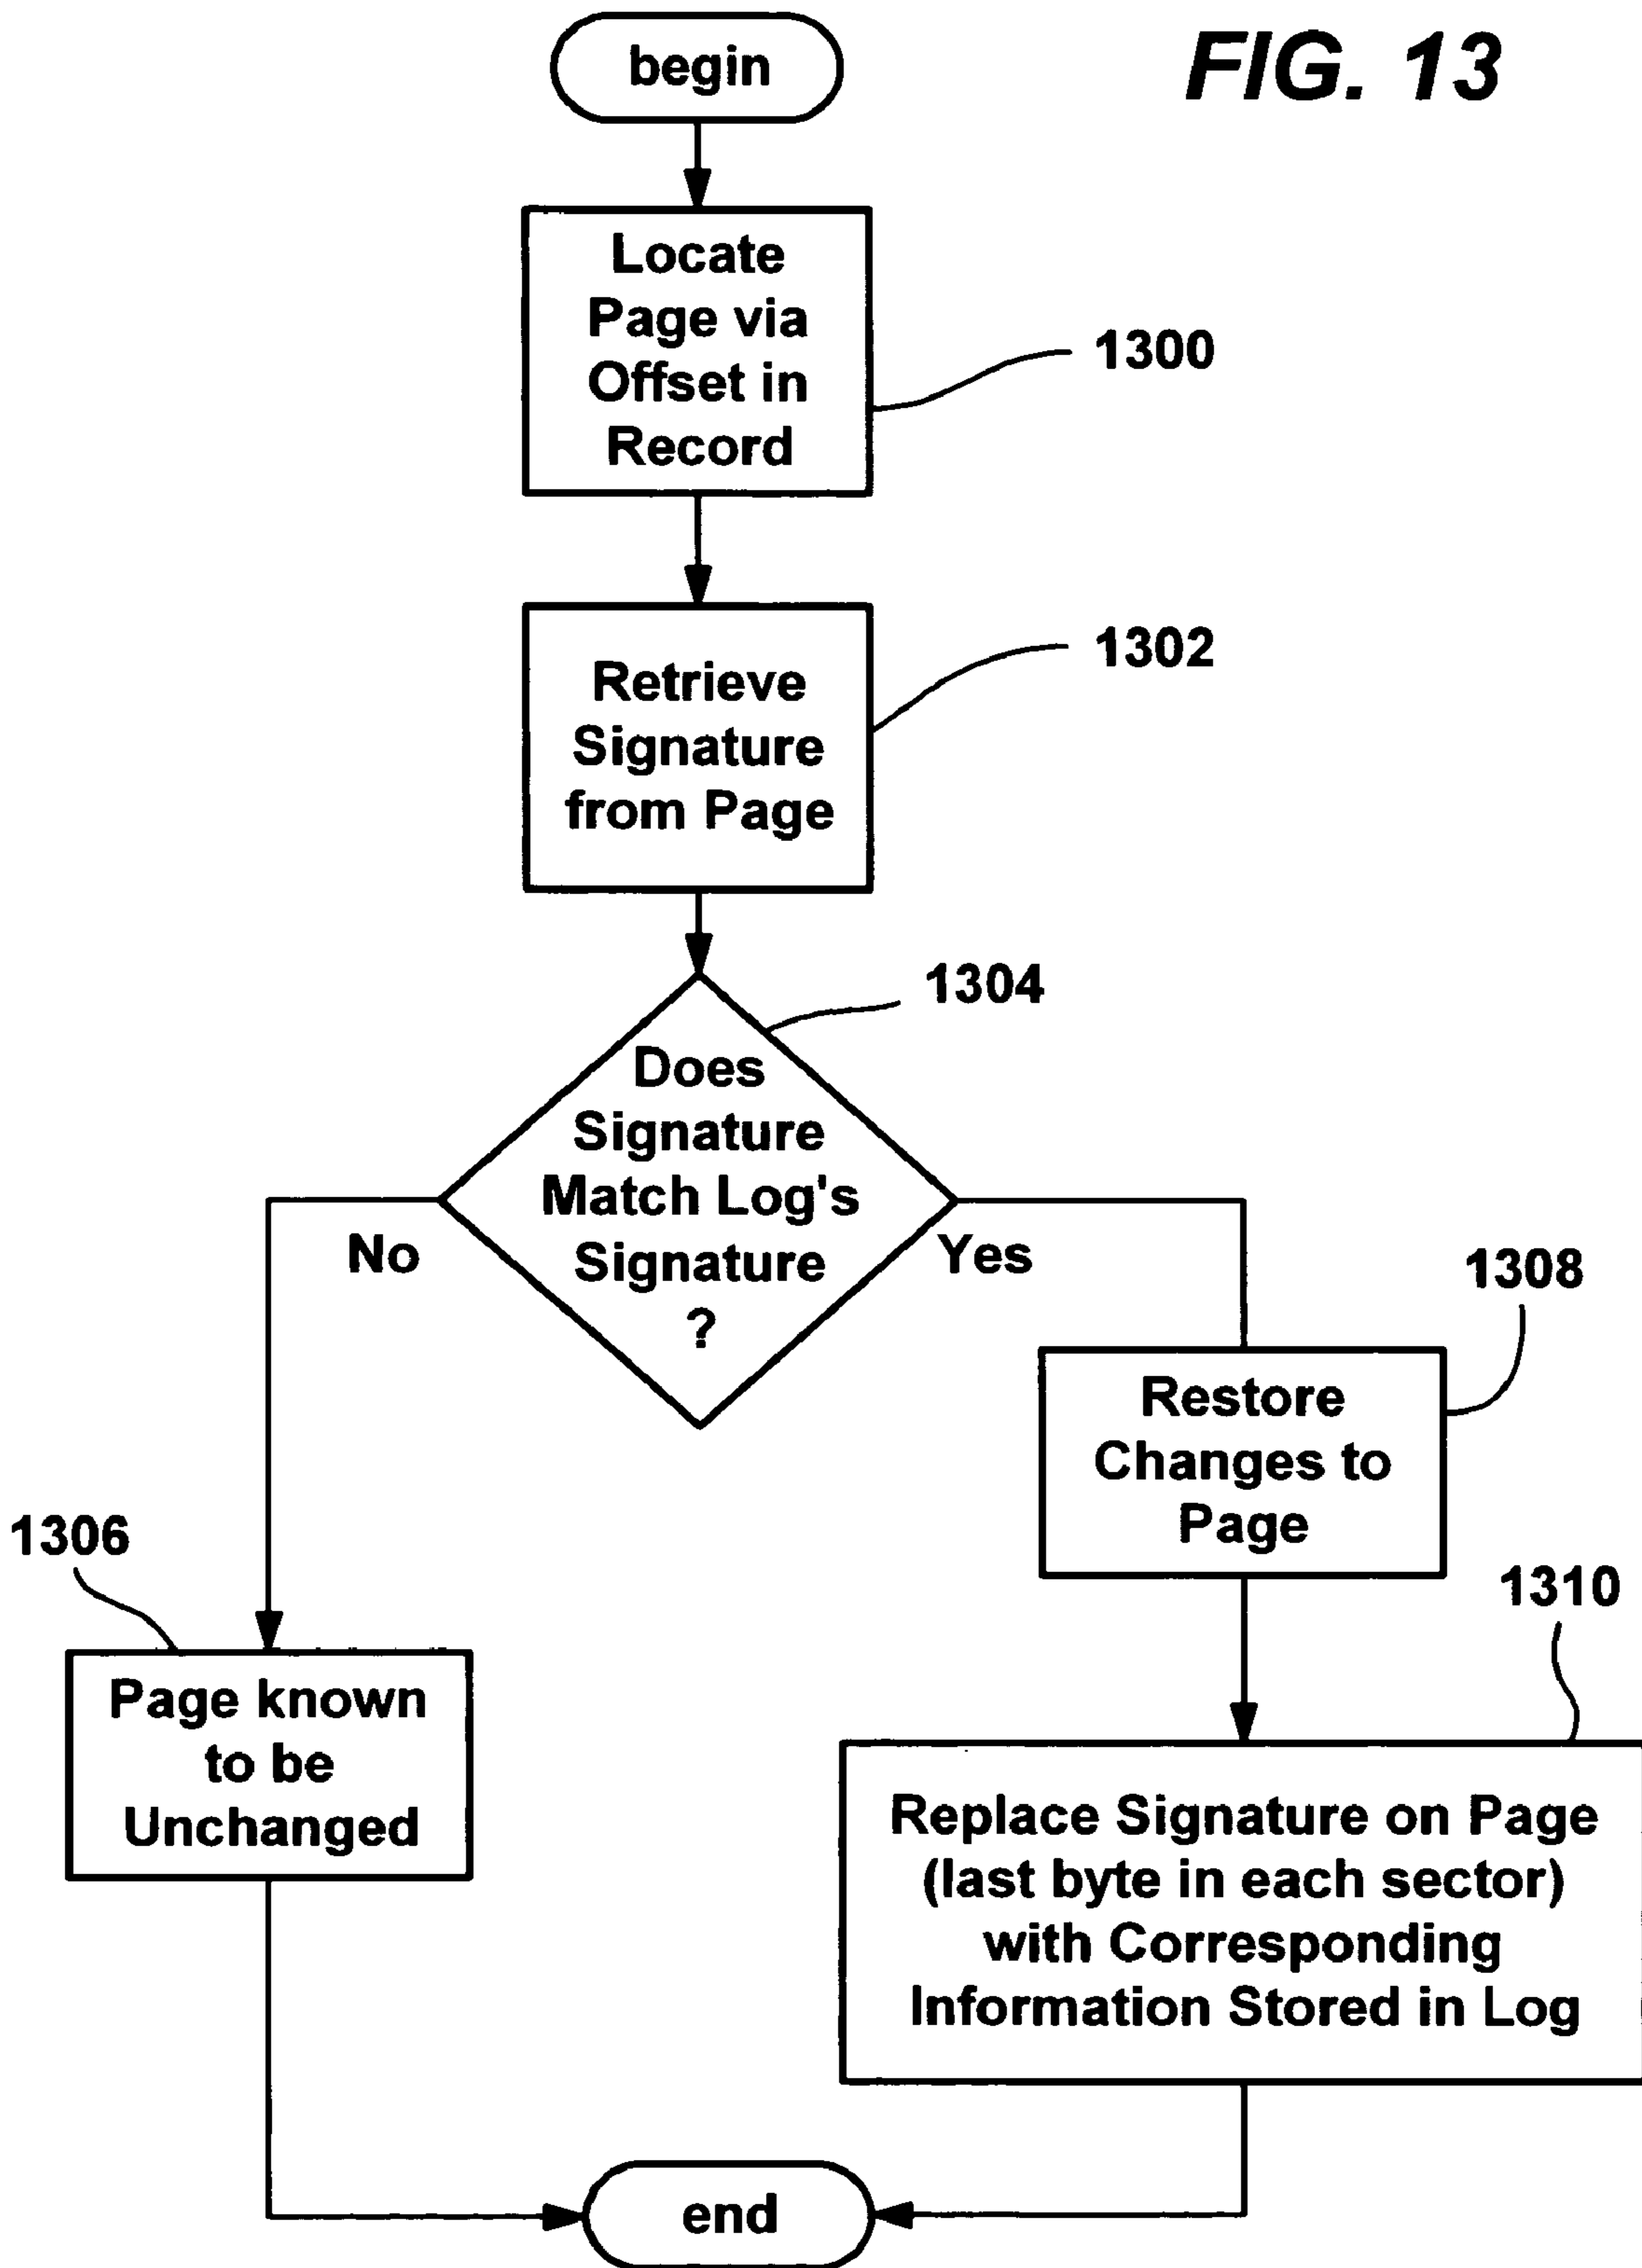 FIG. 13
begin
Locate
Page via
Offset in
Record
1300
Retrieve
Signature
from Page
1302
1304
Does
Signature
Match Log's
Signature
?
No
Yes
1308
Restore
Changes to
Page
1306
Page known
to be
Unchanged
1310
Replace Signature on Page
(last byte in each sector)
with Corresponding
Information Stored in Log
end